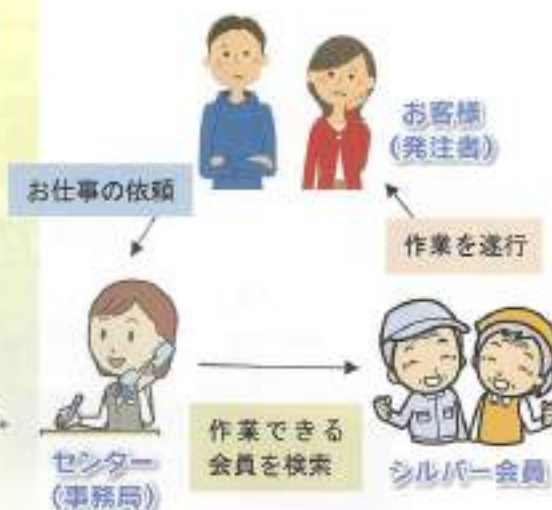 お客様
(発注者)
お仕事の依頼
作業を遂行
センター
(事務局)
作業できる
会員を検索
シルバー会員